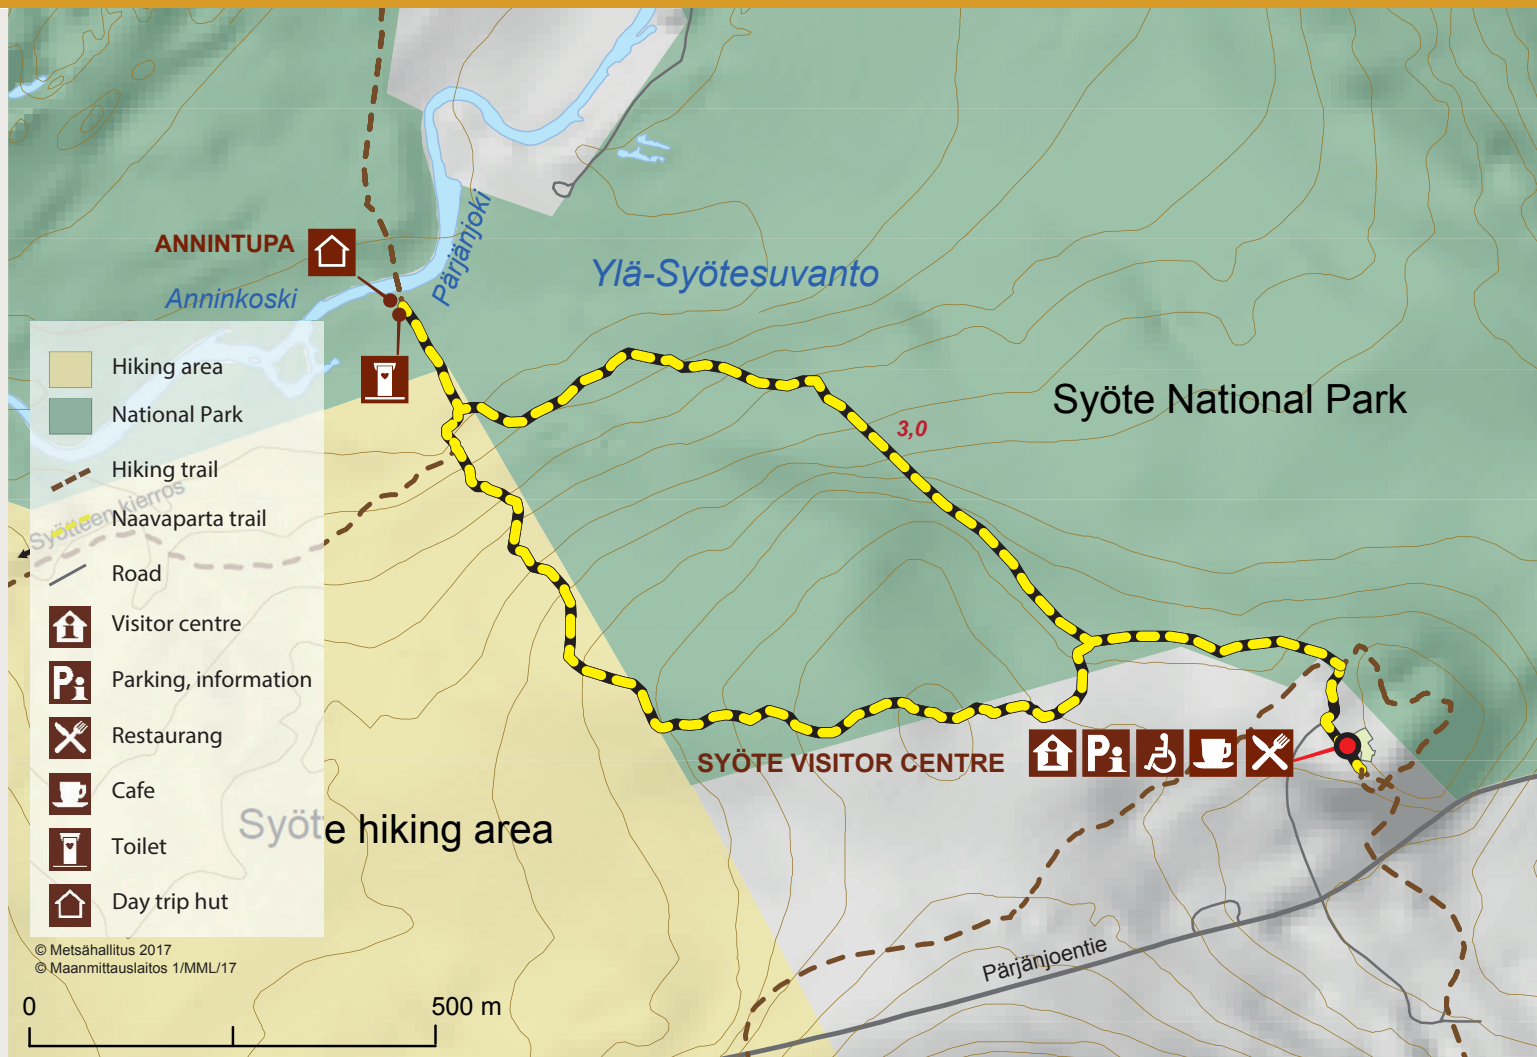 ANNINTUPA
Anninkoski
Pärjänjoki
Ylä-Syötesuvanto
Syöte National Park
3,0
Hiking area
National Park
Hiking trail
Syötteen kierros
Naavaparta trail
Road
Visitor centre
Parking, information
Restaurang
Cafe
Toilet
Day trip hut
SYÖTE VISITOR CENTRE
Syöte hiking area
Pärjänjoentie
© Metsähallitus 2017
© Maanmittauslaitos 1/MML/17
0 500 m